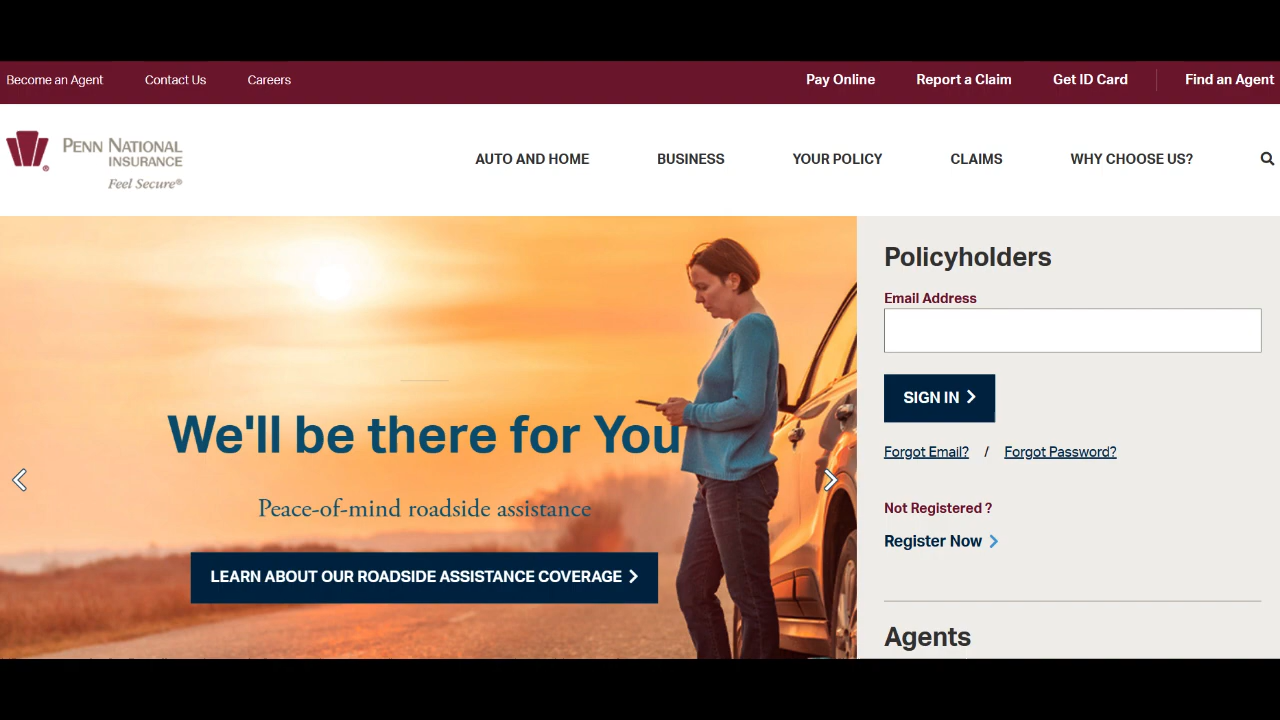 Become an Agent
Contact Us
Careers
Pay Online
Report a Claim
Get ID Card
Find an Agent
PENN NATIONAL
INSURANCE
Feel Secure®
AUTO AND HOME
BUSINESS
YOUR POLICY
CLAIMS
WHY CHOOSE US?
We'll be there for You
Peace-of-mind roadside assistance
LEARN ABOUT OUR ROADSIDE ASSISTANCE COVERAGE
Policyholders
Email Address
SIGN IN
Forgot Email? / Forgot Password?
Not Registered ?
Register Now
Agents